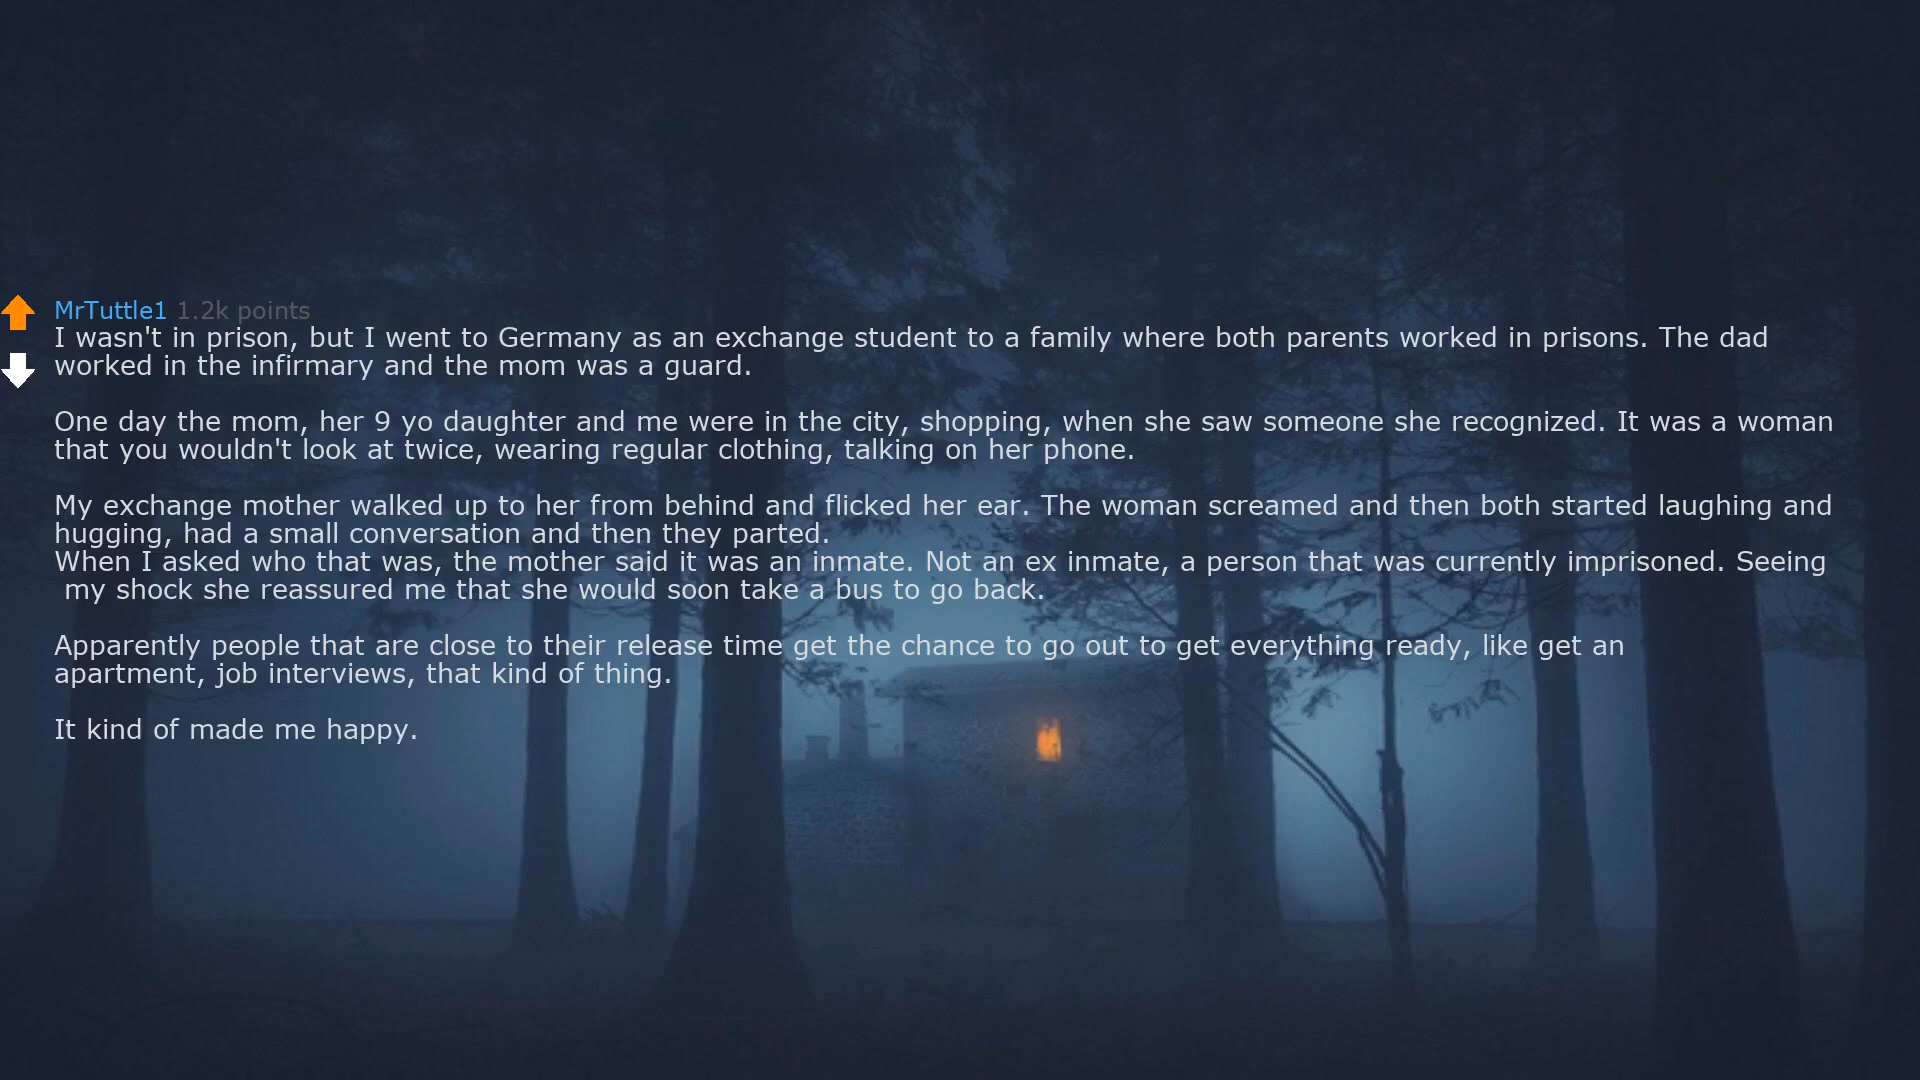 MrTuttle1 1.2k points
I wasn't in prison, but I went to Germany as an exchange student to a family where both parents worked in prisons. The dad
worked in the infirmary and the mom was a guard.
One day the mom, her 9 yo daughter and me were in the city, shopping, when she saw someone she recognized. It was a woman
that you wouldn't look at twice, wearing regular clothing, talking on her phone.
My exchange mother walked up to her from behind and flicked her ear. The woman screamed and then both started laughing and
hugging, had a small conversation and then they parted.
When I asked who that was, the mother said it was an inmate. Not an ex inmate, a person that was currently imprisoned. Seeing
my shock she reassured me that she would soon take a bus to go back.
Apparently people that are close to their release time get the chance to go out to get everything ready, like get an
apartment, job interviews, that kind of thing.
It kind of made me happy.